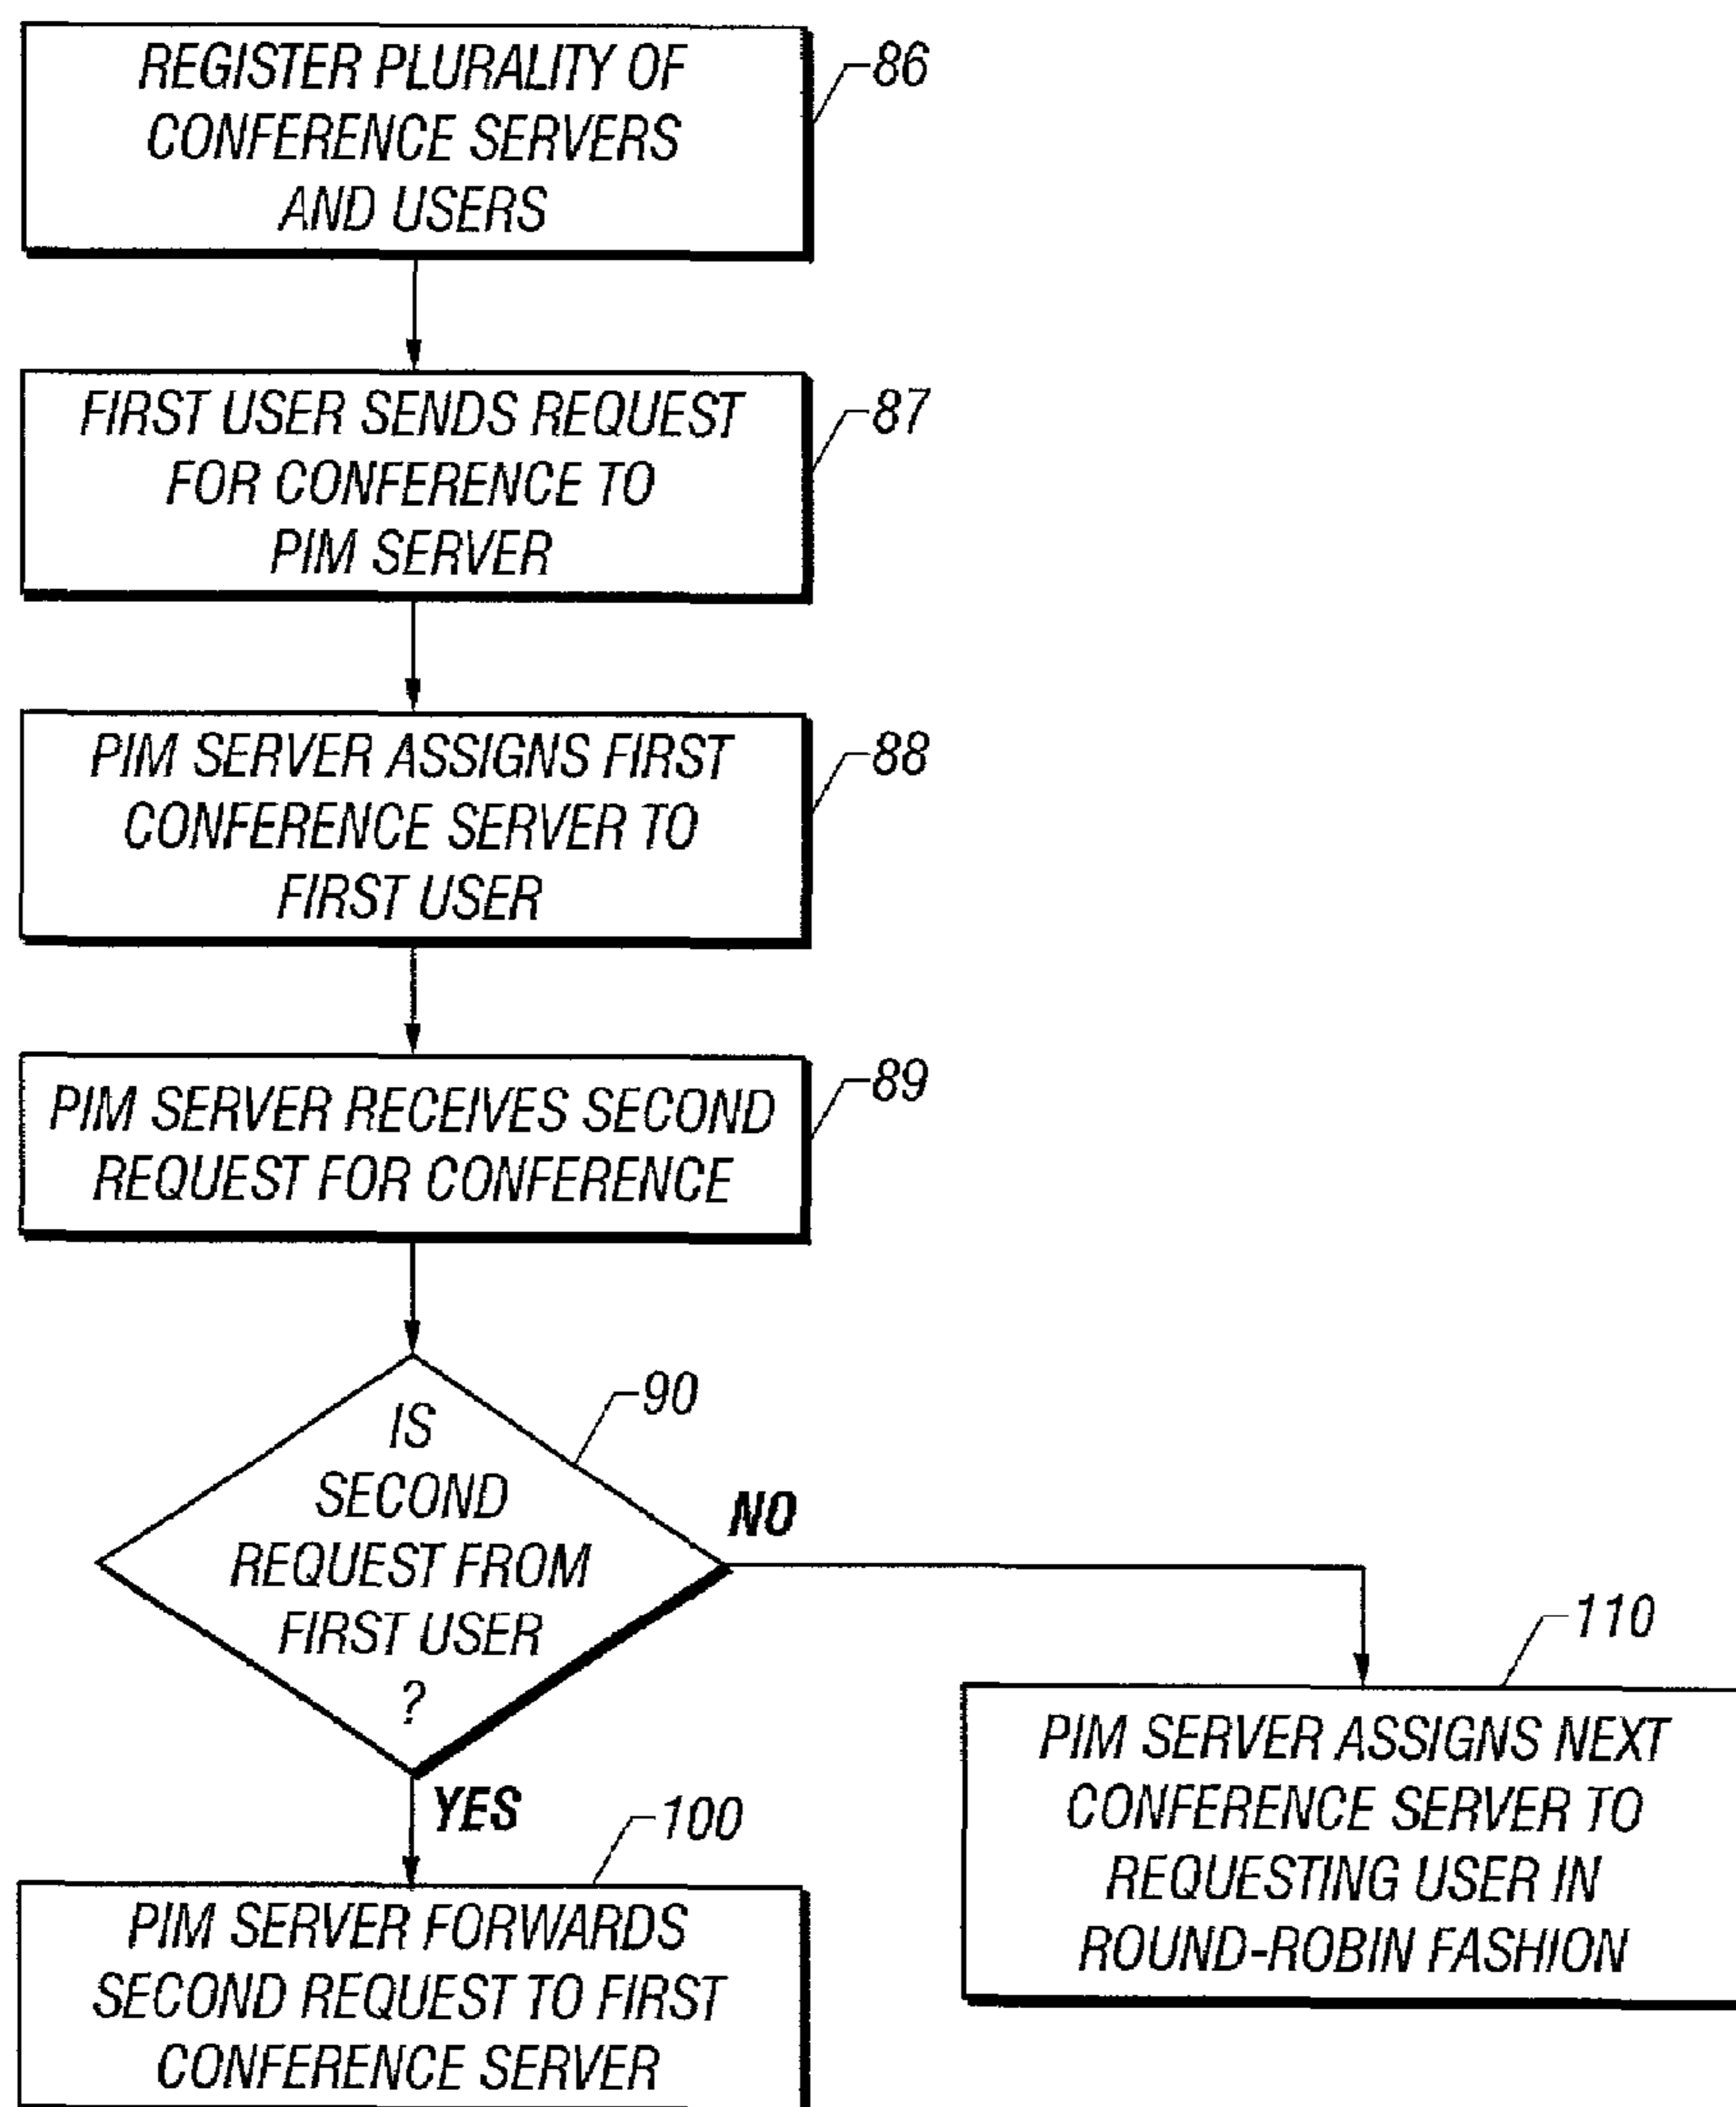 REGISTER PLURALITY OF
CONFERENCE SERVERS
AND USERS
86
FIRST USER SENDS REQUEST
FOR CONFERENCE TO
PIM SERVER
87
PIM SERVER ASSIGNS FIRST
CONFERENCE SERVER TO
FIRST USER
88
PIM SERVER RECEIVES SECOND
REQUEST FOR CONFERENCE
89
IS
SECOND
REQUEST FROM
FIRST USER
?
90
NO
YES
110
PIM SERVER ASSIGNS NEXT
CONFERENCE SERVER TO
REQUESTING USER IN
ROUND-ROBIN FASHION
100
PIM SERVER FORWARDS
SECOND REQUEST TO FIRST
CONFERENCE SERVER